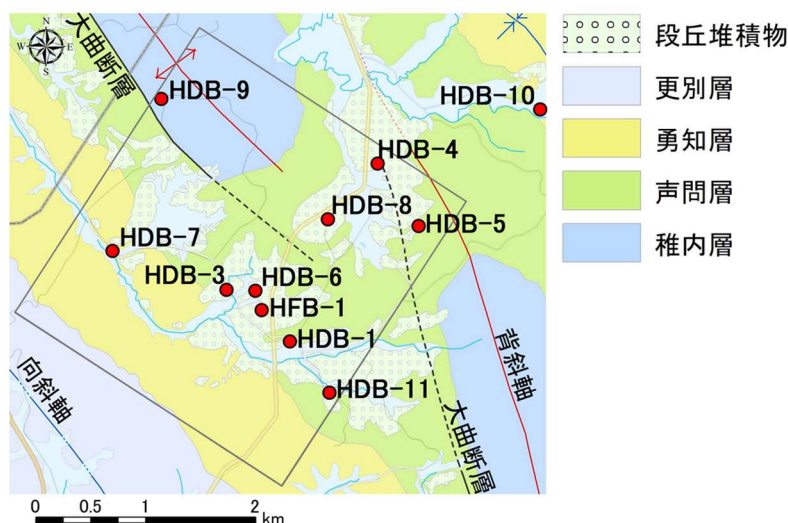 N
W
E
S
大曲断層
HDB-9
HDB-10
HDB-4
HDB-8
HDB-5
HDB-7
HDB-3
HDB-6
HFB-1
HDB-1
HDB-11
向斜軸
背斜軸
大曲断層
0 0.5 1 2 km
段丘堆積物
更別層
勇知層
声問層
稚内層